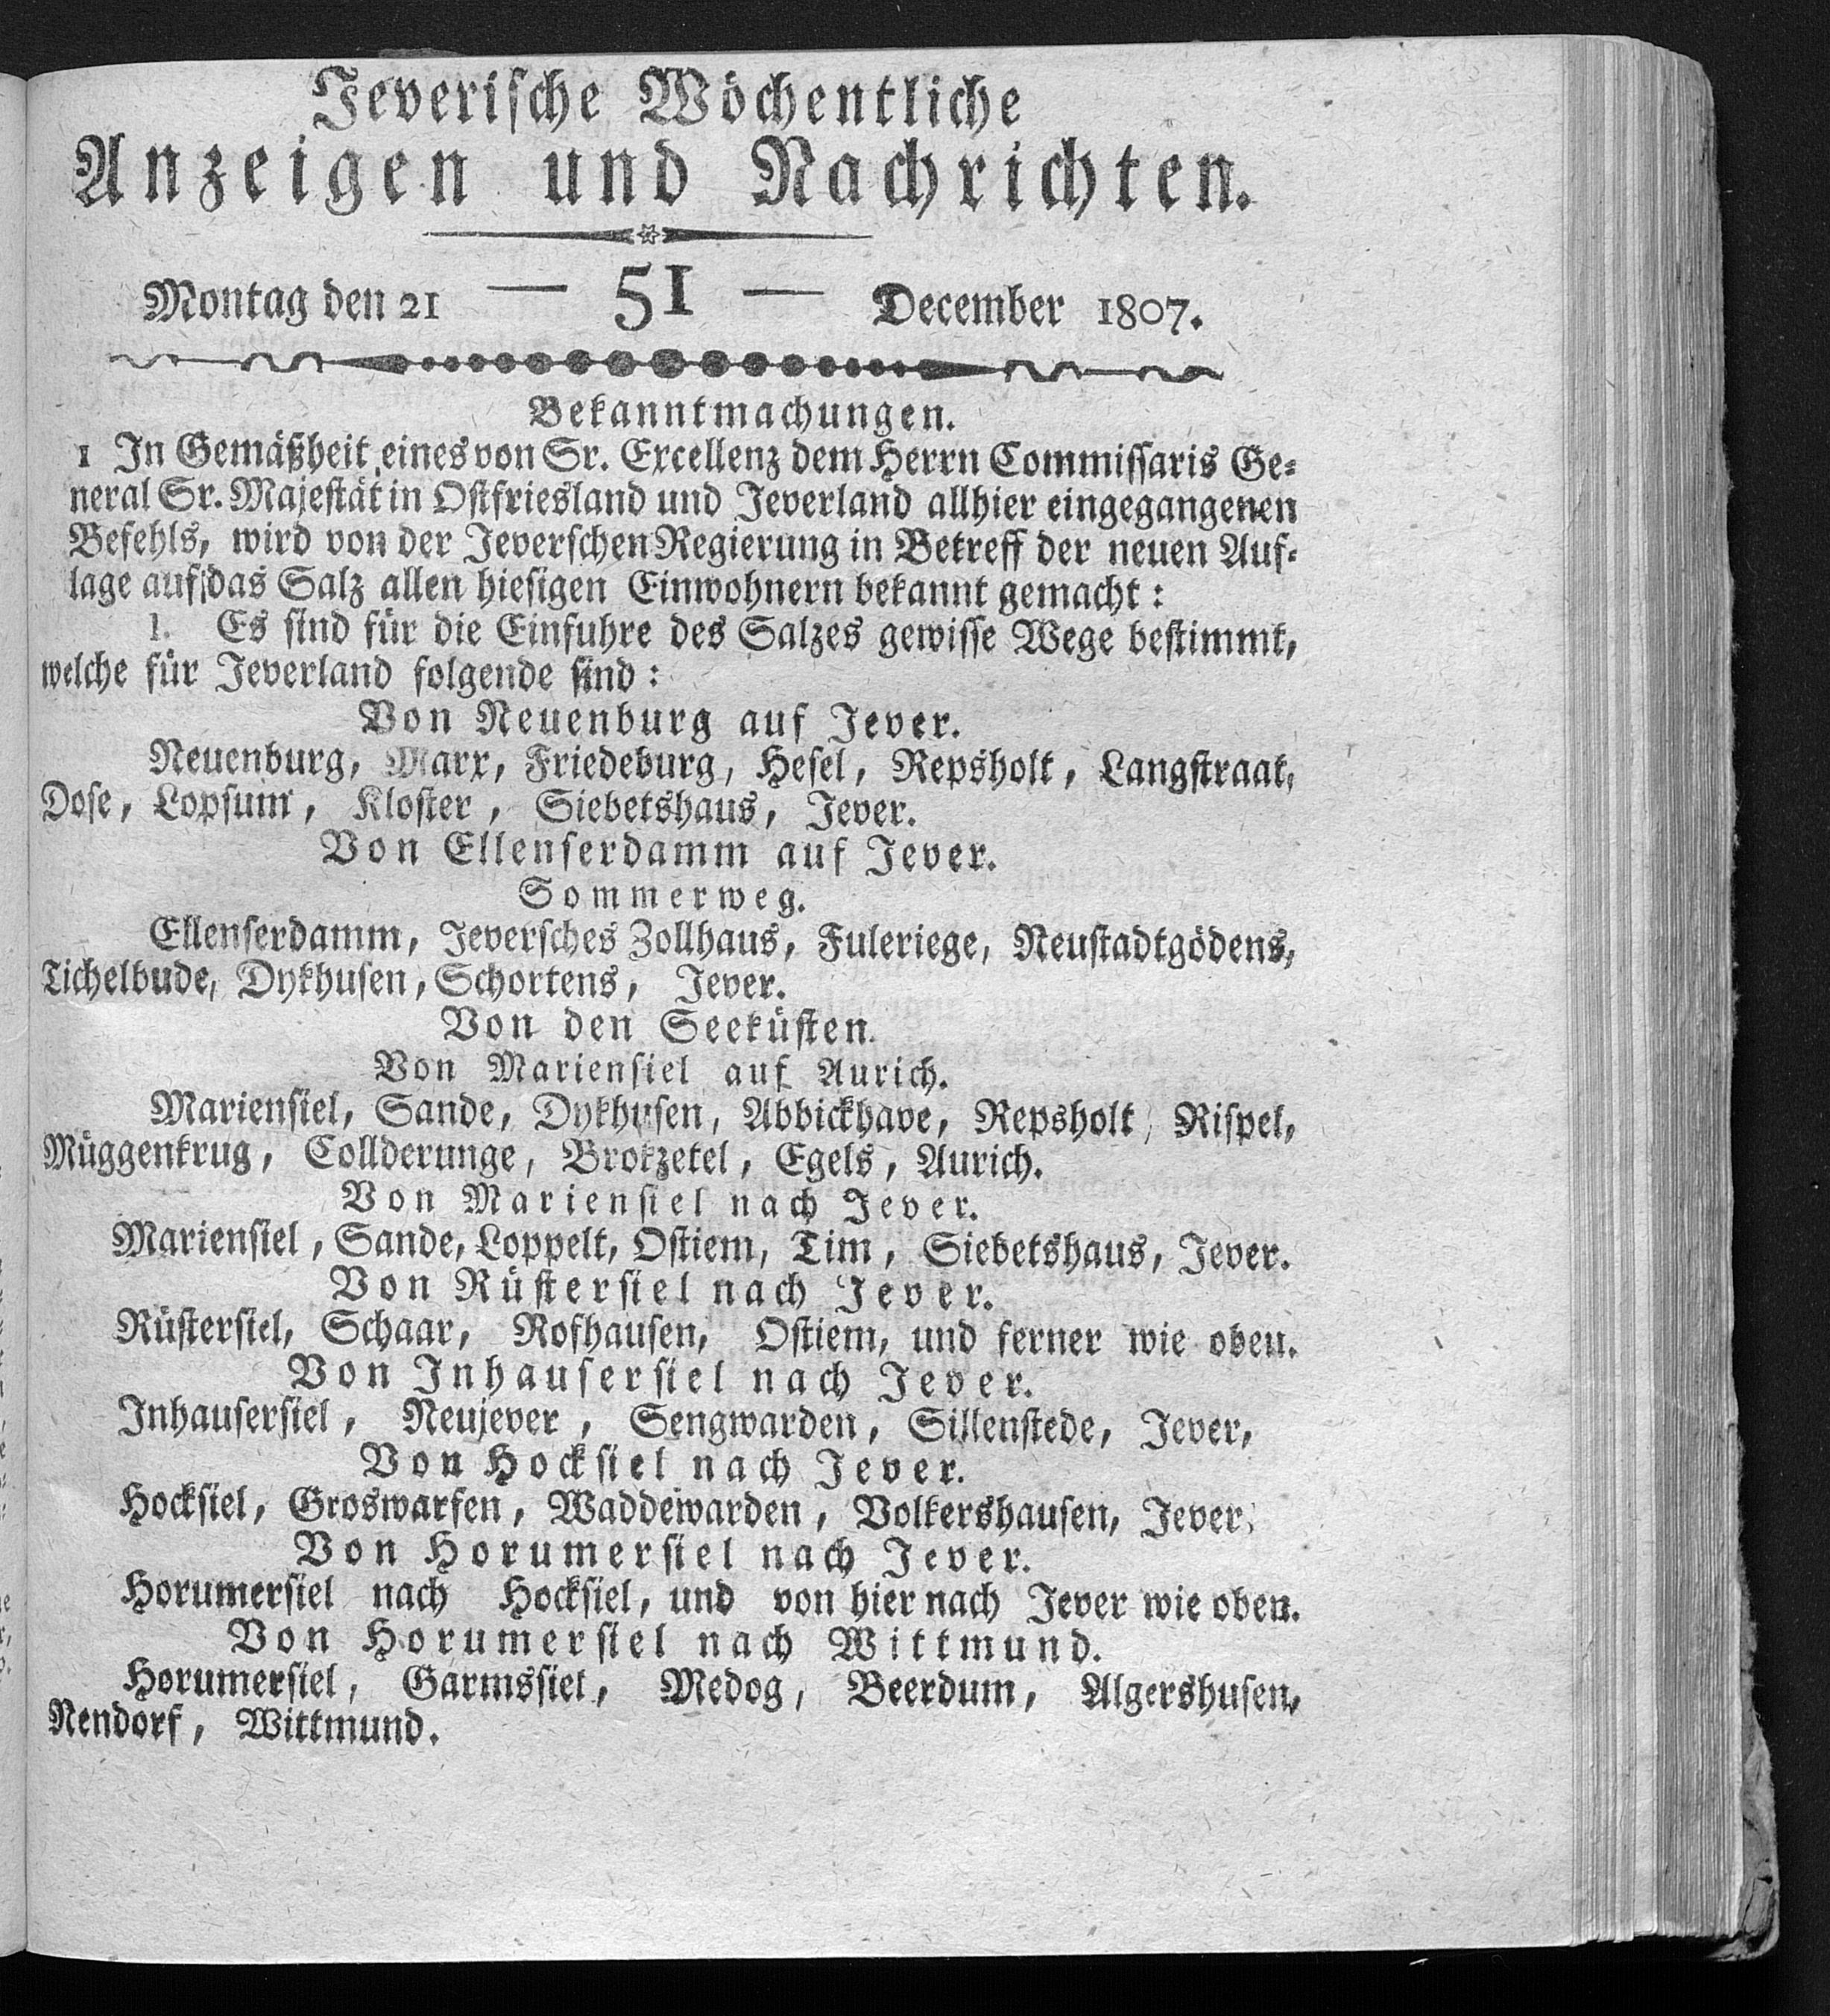 Jeverische Wöchentliche
Anzeigen und Nachrichten.
Montag den 21 — 51 — December 1807.
Bekanntmachungen.
1 In Gemäßheit eines von Sr. Excellenz dem Herrn Commissaris Ge-
neral Sr. Majestät in Ostfriesland und Jeverland allhier eingegangenen
Befehls, wird von der Jeverschen Regierung in Betreff der neuen Auf-
lage auf das Salz allen hiesigen Einwohnern bekannt gemacht:
1. Es sind für die Einfuhre des Salzes gewisse Wege bestimmt,
welche für Jeverland folgende sind:
Von Neuenburg auf Jever.
Neuenburg, Marx, Friedeburg, Hesel, Repsholt, Langstraat,
Dose, Lopsum, Kloster, Siebetshaus, Jever.
Von Ellenserdamm auf Jever.
Sommerweg.
Ellenserdamm, Jeversches Zollhaus, Fuleriege, Neustadtgödens,
Tichelbude, Dykhusen, Schortens, Jever.
Von den Seeküsten.
Von Mariensiel auf Aurich.
Mariensiel, Sande, Dykhusen, Abbickhave, Repsholt, Rispel,
Müggenkrug, Collderunge, Brokzetel, Egels, Aurich.
Von Mariensiel nach Jever.
Mariensiel, Sande, Loppelt, Ostiem, Tim, Siebetshaus, Jever.
Von Rüstersiel nach Jever.
Rüstersiel, Schaar, Rofhausen, Ostiem, und ferner wie oben.
Von Inhausersiel nach Jever.
Inhausersiel, Neujever, Sengwarden, Sillenstede, Jever,
Von Hocksiel nach Jever.
Hocksiel, Groswarfen, Waddewarden, Volkershausen, Jever.
Von Horumersiel nach Jever.
Horumersiel nach Hocksiel, und von hier nach Jever wie oben.
Von Horumersiel nach Wittmund.
Horumersiel, Garmssiel, Medog, Beerdum, Algershusen,
Nendorf, Wittmund.